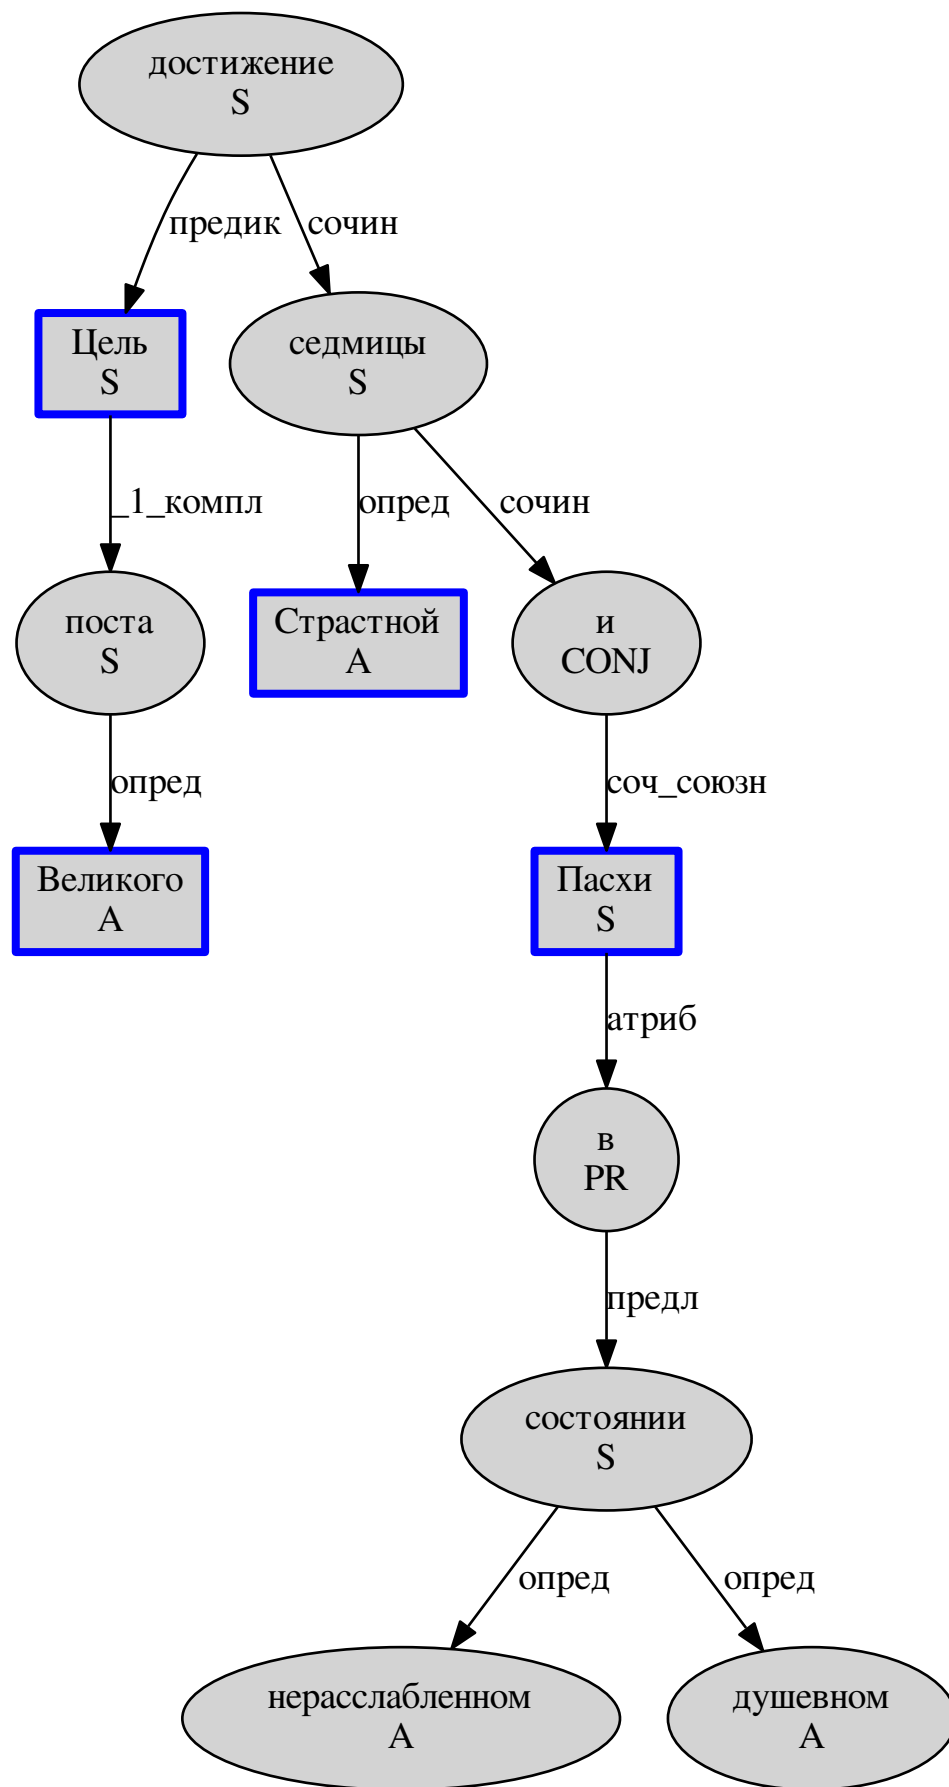 достижение
S
предик
сочин
Цель
S
седмицы
S
_1_компл
опред
сочин
поста
S
Страстной
A
и
CONJ
опред
соч_союзн
Великого
A
Пасхи
S
атриб
в
PR
предл
состоянии
S
опред
опред
нерасслабленном
A
душевном
A